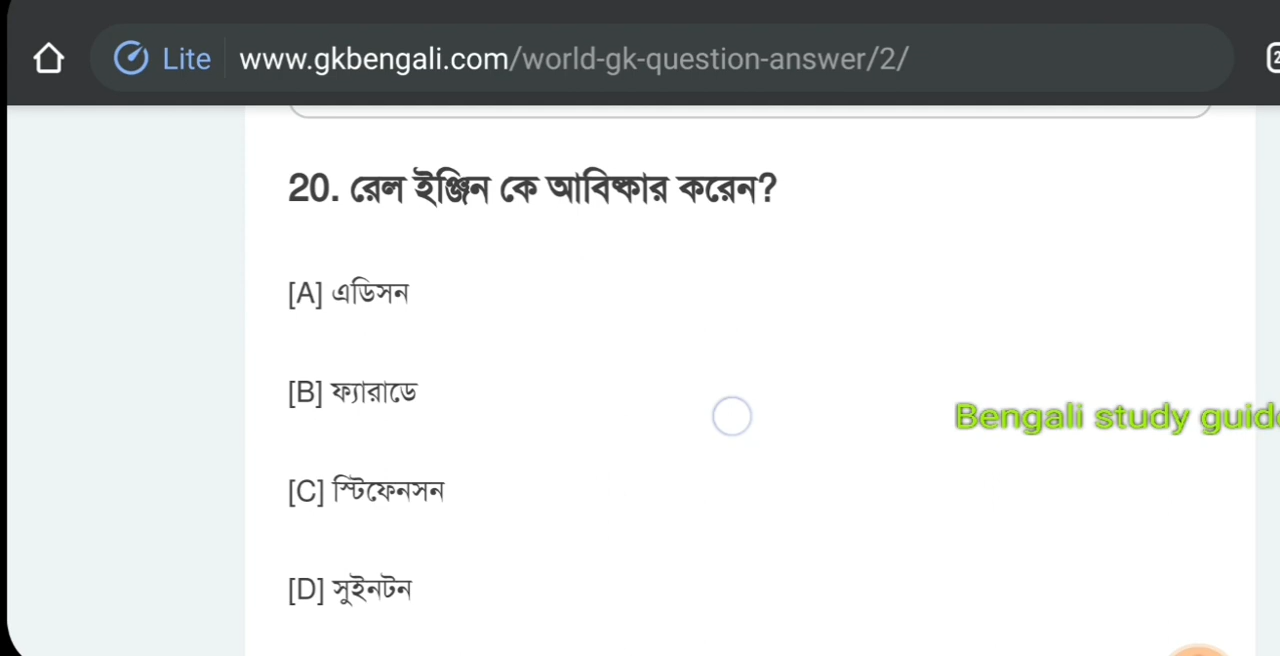 Lite www.gkbengali.com/world-gk-question-answer/2/
20. রেল ইঞ্জিন কে আবিষ্কার করেন?
[A] এডিসন
[B] ফ্যারাডে
Bengali study guide
[C] স্টিফেনসন
[D] সুইনটন